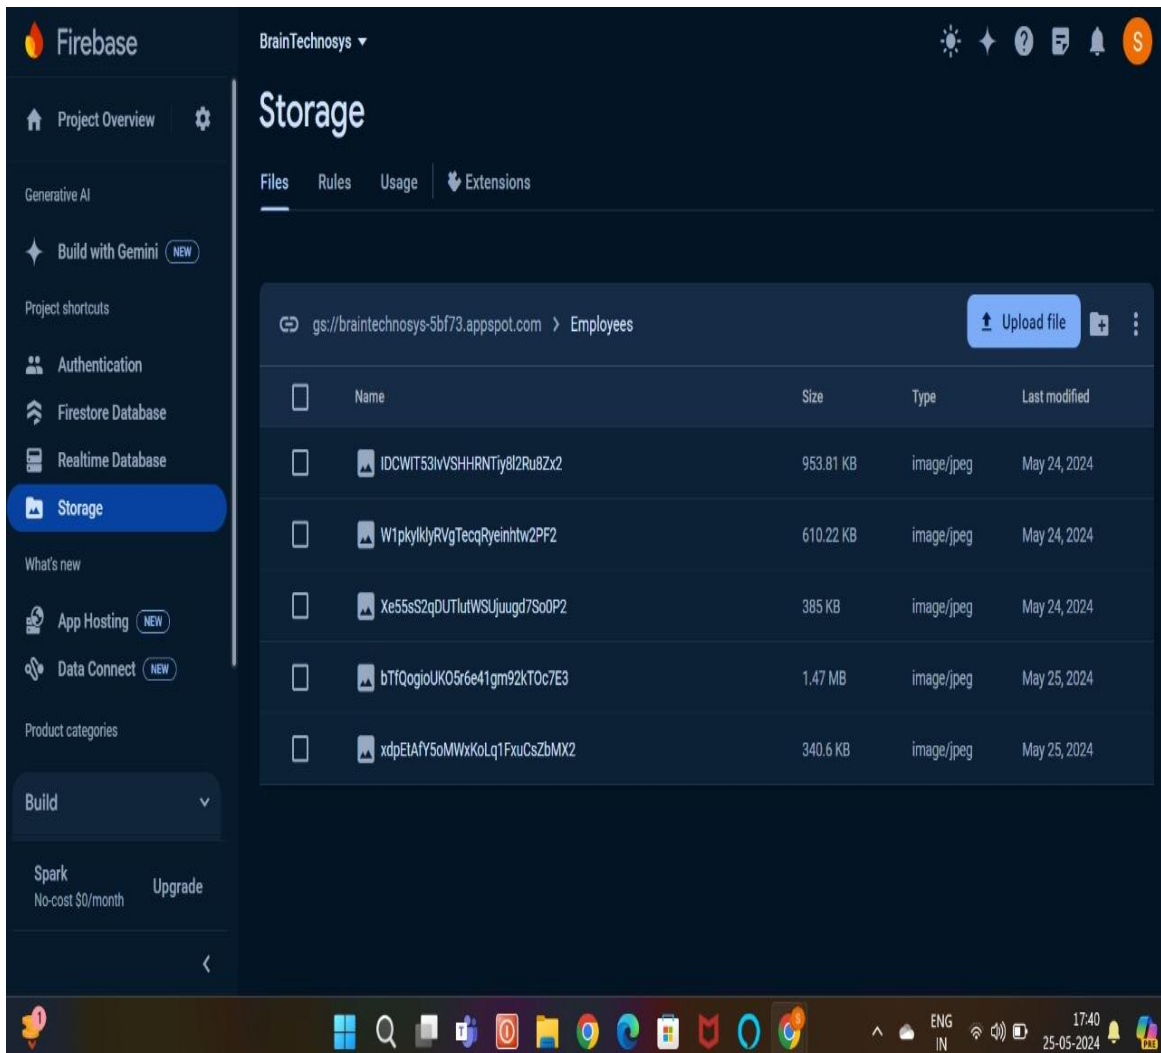 Firebase
BrainTechnosys
S
Project Overview
Storage
Files Rules Usage Extensions
Generative AI
Build with Gemini NEW
Project shortcuts
gs://braintechnosys-5bf73.appspot.com > Employees
Upload file
Authentication
Firestore Database
Realtime Database
Storage
What's new
App Hosting NEW
Data Connect NEW
Product categories
Build
Spark
No-cost $0/month
Upgrade
Name Size Type Last modified
IDCWIT53IvVSHHRNTiy8l2Ru8Zx2 953.81 KB image/jpeg May 24, 2024
W1pkylklyRVgTecqRyeinhtw2PF2 610.22 KB image/jpeg May 24, 2024
Xe55sS2qDUTlutWSUjuugd7So0P2 385 KB image/jpeg May 24, 2024
bTfQogioUKO5r6e41gm92kTOc7E3 1.47 MB image/jpeg May 25, 2024
xdpEtAfY5oMWxKoLq1FxuCsZbMX2 340.6 KB image/jpeg May 25, 2024
1
ENG
IN
17:40
25-05-2024
PRE